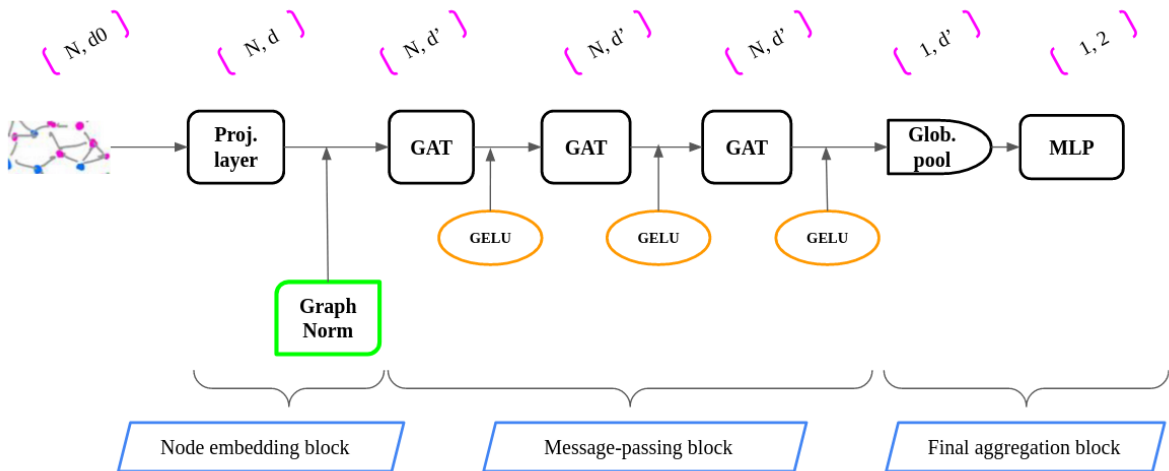 N, d0
N, d
N, d’
N, d’
N, d’
1, d’
1, 2
Proj.
layer
GAT
GAT
GAT
Glob.
pool
MLP
GELU
GELU
GELU
Graph
Norm
Node embedding block
Message-passing block
Final aggregation block